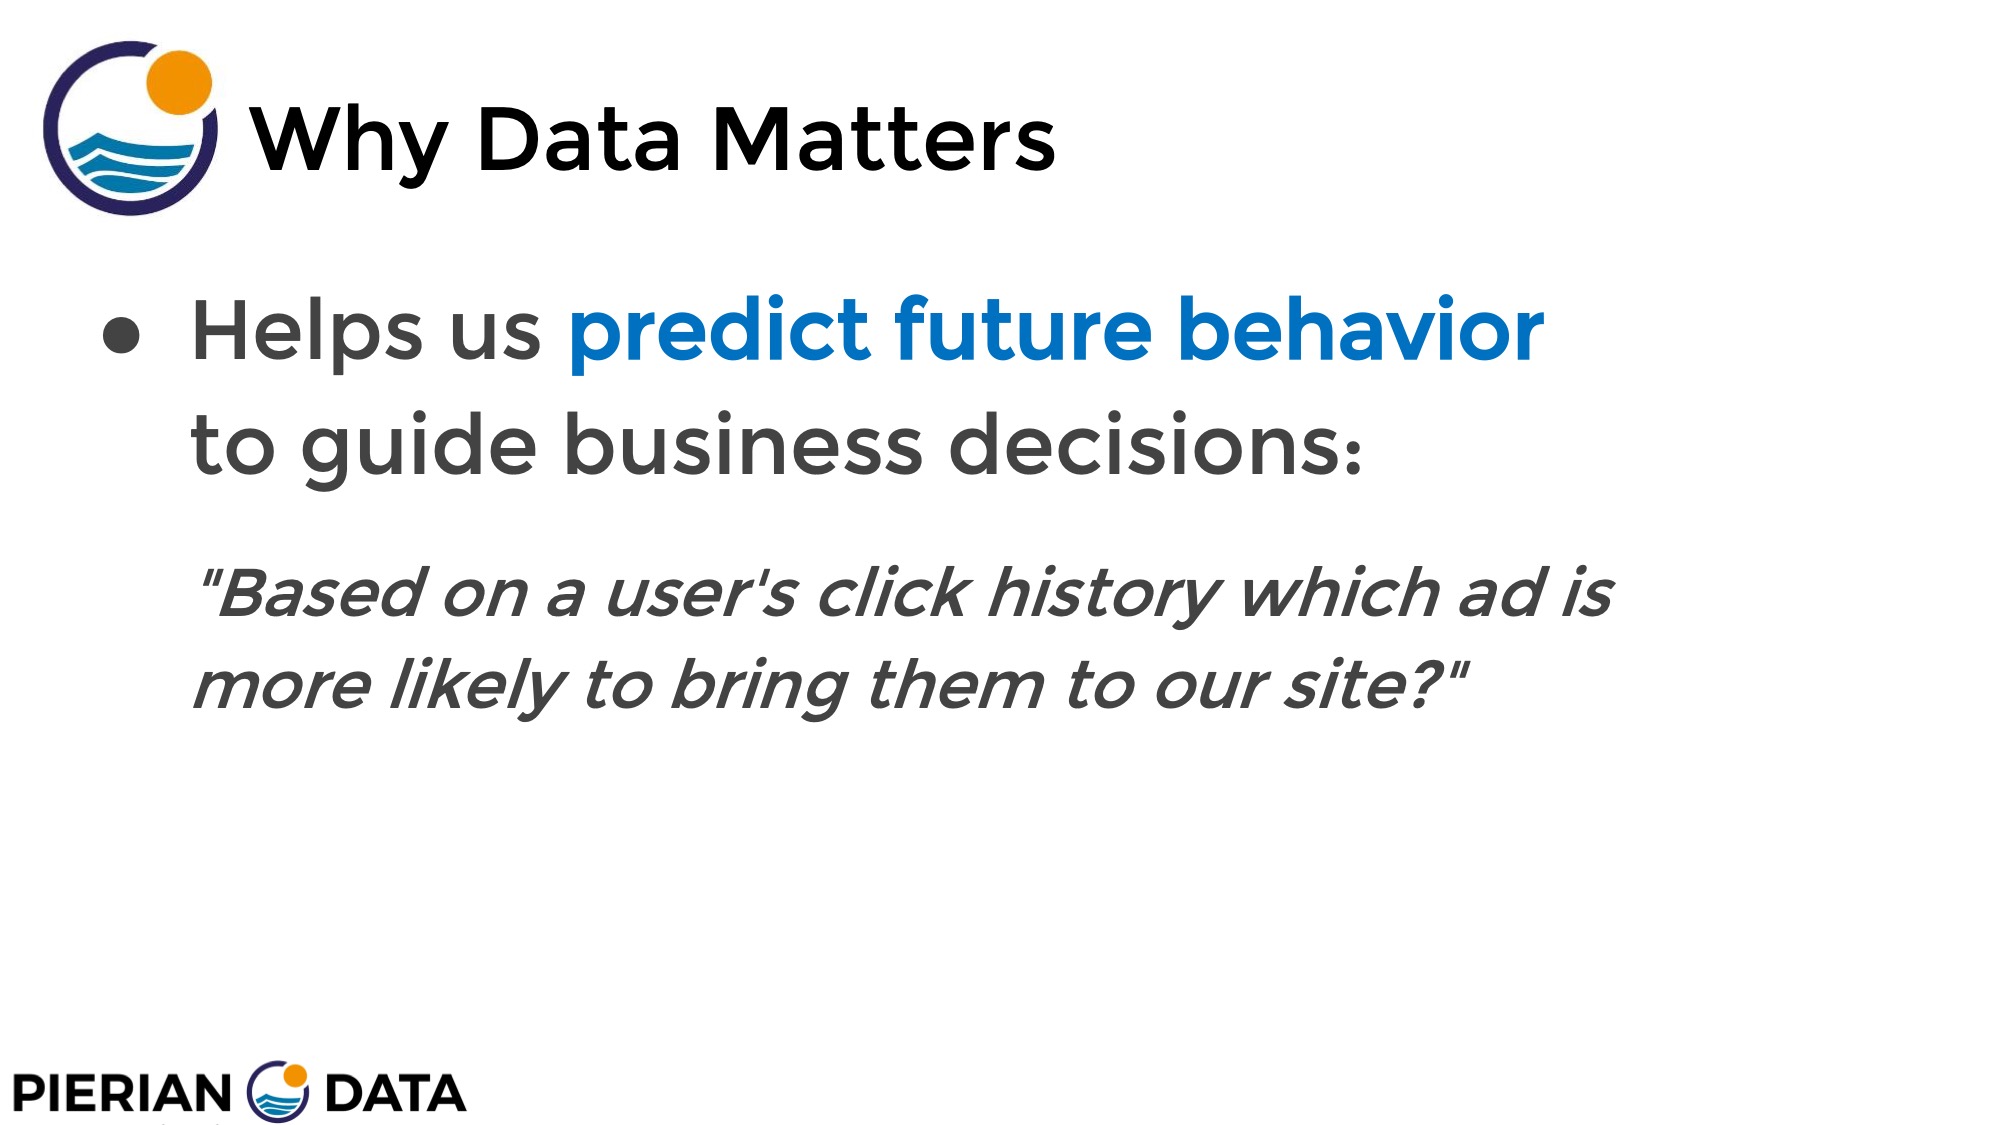 Why Data Matters
● Helps us predict future behavior
to guide business decisions:
"Based on a user's click history which ad is
more likely to bring them to our site?"
PIERIAN DATA